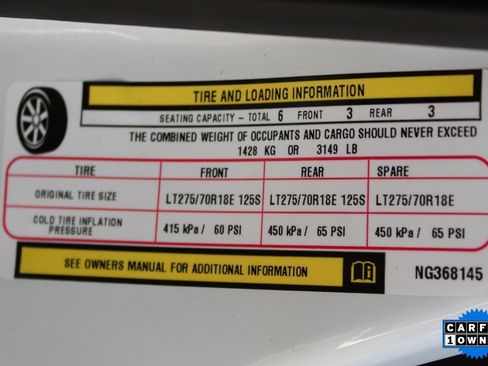 TIRE AND LOADING INFORMATION
SEATING CAPACITY - TOTAL 6 FRONT 3 REAR 3
THE COMBINED WEIGHT OF OCCUPANTS AND CARGO SHOULD NEVER EXCEED
1428 KG OR 3149 LB
TIRE FRONT REAR SPARE
ORIGINAL TIRE SIZE LT275/70R18E 125S LT275/70R18E 125S LT275/70R18E
COLD TIRE INFLATION PRESSURE 415 kPa / 60 PSI 450 kPa / 65 PSI 450 kPa / 65 PSI
SEE OWNERS MANUAL FOR ADDITIONAL INFORMATION
NG368145
CARF
1 OWN